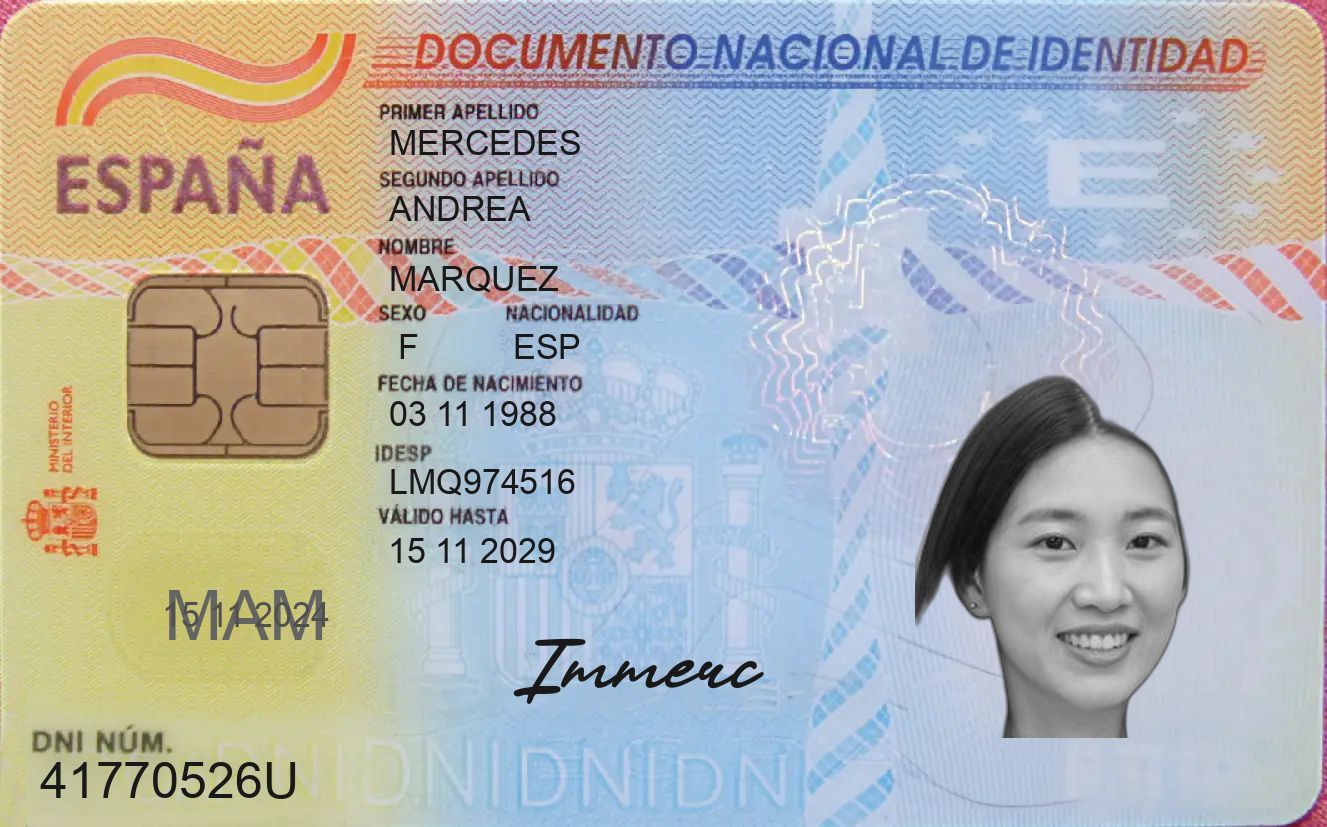 DOCUMENTO NACIONAL DE IDENTIDAD
ESPAÑA
PRIMER APELLIDO
MERCEDES
SEGUNDO APELLIDO
ANDREA
NOMBRE
MARQUEZ
SEXO NACIONALIDAD
F ESP
FECHA DE NACIMIENTO
03 11 1988
IDESP
LMQ974516
VÁLIDO HASTA
15 11 2029
MINISTERIO
DEL INTERIOR
15 11 2024
MAM
Immerc
E
DNI NÚM.
41770526U
DNIDNIDNIDNI